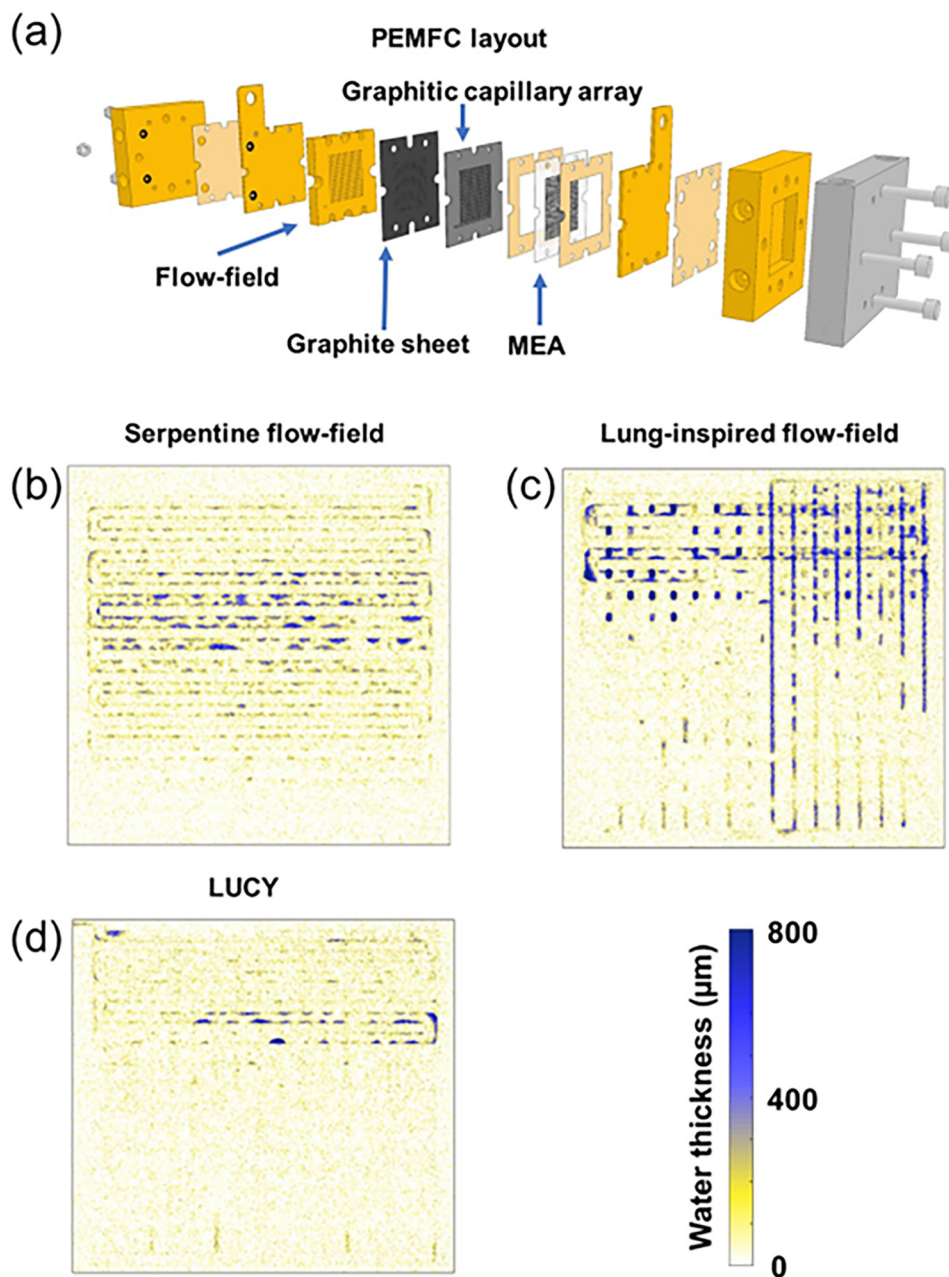 (a)
PEMFC layout
Graphitic capillary array
Flow-field
Graphite sheet
MEA
Serpentine flow-field
Lung-inspired flow-field
(b)
(c)
LUCY
(d)
Water thickness (μm)
800
400
0